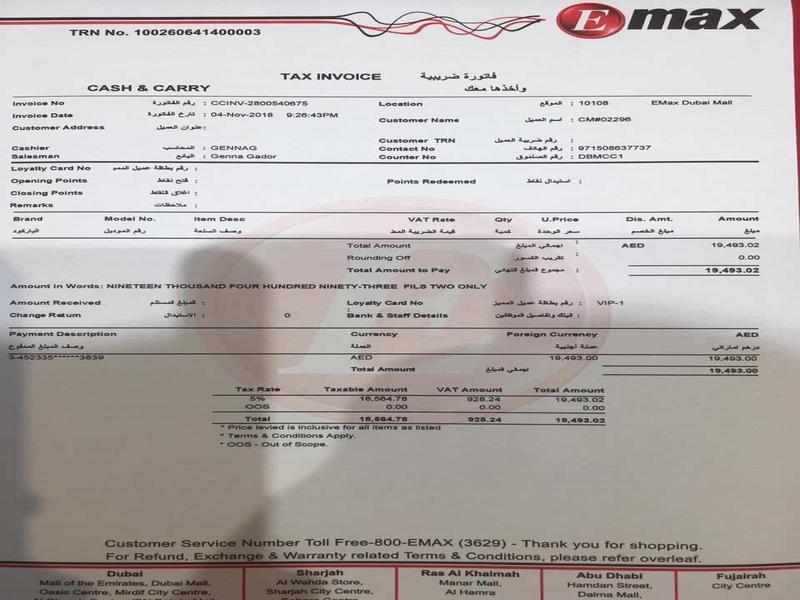 TRN No. 100260641400003
Emax
TAX INVOICE فاتورة ضريبية
CASH & CARRY وأخذها معك
Invoice No رقم الفاتورة : CCINV-2800540675 Location الموقع : 10108 EMax Dubai Mall
Invoice Date تاريخ الفاتورة : 04-Nov-2018 9:26:43PM Customer Name اسم العميل : CM#02296
Customer Address عنوان العميل:
Customer TRN رقم ضريبة العميل :
Cashier المحاسب : GENNAG Contact No رقم الهاتف : 971508637737
Salesman البائع : Genna Gador Counter No رقم الصندوق : DBMCC1
Loyalty Card No رقم بطاقة عميل المميز :
Opening Points فتح نقاط : Points Redeemed استبدال نقاط :
Closing Points اغلاق النقاط :
Remarks ملاحظات :
Brand Model No. Item Desc VAT Rate Qty U.Price Dis. Amt. Amount
الباركود رقم الموديل وصف السلعة قيمة الضريبة المط كمية سعر الوحدة مبلغ الخصم مبلغ
Total Amount اجمالي المبلغ : AED 19,493.02
Rounding Off تقريب الكسور : 0.00
Total Amount to Pay مجموع المبلغ النهائي : 19,493.02
Amount in Words: NINETEEN THOUSAND FOUR HUNDRED NINETY-THREE FILS TWO ONLY
Amount Received المبلغ المستلم : Loyalty Card No رقم بطاقة عميل المميز : VIP-1
Change Return الاستبدال : 0 Bank & Staff Details البنك وتفاصيل الموظفين :
Payment Description Currency Foreign Currency AED
وصف المبلغ المدفوع العملة عملة أجنبية درهم اماراتي
3-452335******3839 AED 19,493.00 19,493.00
Total Amount اجمالي المبلغ : 19,493.00
Tax Rate Taxable Amount VAT Amount Total Amount
5% 18,564.78 928.24 19,493.02
OOS 0.00 0.00 0.00
Total 18,564.78 928.24 19,493.02
* Price levied is inclusive for all items as listed
* Terms & Conditions Apply.
* OOS - Out of Scope.
Customer Service Number Toll Free-800-EMAX (3629) - Thank you for shopping.
For Refund, Exchange & Warranty related Terms & Conditions, please refer overleaf.
Dubai Sharjah Ras Al Khaimah Abu Dhabi Fujairah
Mall of the Emirates, Dubai Mall, Al Wahda Store, Manar Mall, Hamdan Street, City Centre
Oasis Centre, Mirdif City Centre, Sharjah City Centre, Al Hamra Dalma Mall,